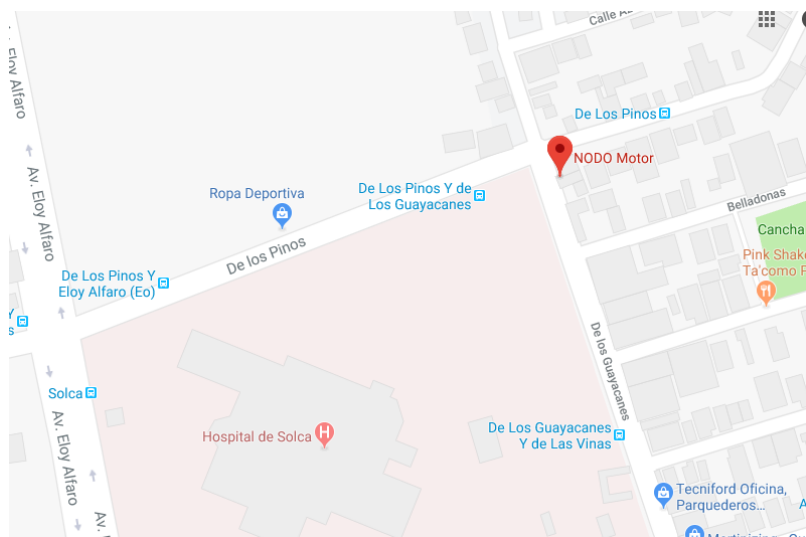 Calle A
Av. Eloy Alfaro
De Los Pinos
NODO Motor
Av. Eloy Alfaro
Ropa Deportiva
De Los Pinos Y de
Los Guayacanes
Belladonas
Cancha
De los Pinos
Pink Shak
Ta'como P
De Los Pinos Y
Eloy Alfaro (Eo)
Y
s
De los Guayacanes
Solca
Av. Eloy Alfaro
Hospital de Solca
H
De Los Guayacanes
Y de Las Vinas
Tecniford Oficina,
Parquederos...
A
Av.